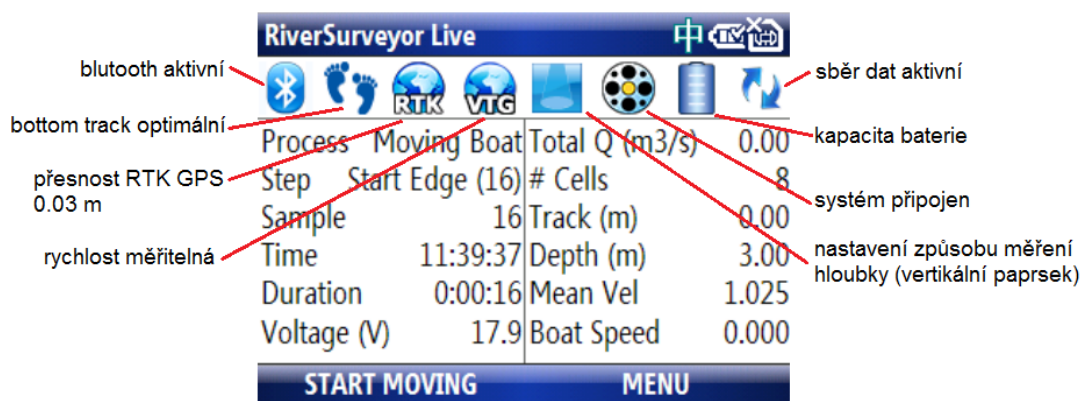 RiverSurveyor Live 中
blutooth aktivní
sběr dat aktivní
RTK
VTG
bottom track optimální
kapacita baterie
přesnost RTK GPS
0.03 m
systém připojen
rychlost měřitelná
nastavení způsobu měření
hloubky (vertikální paprsek)
Process Moving Boat Total Q (m3/s) 0.00
Step Start Edge (16) # Cells 8
Sample 16 Track (m) 0.00
Time 11:39:37 Depth (m) 3.00
Duration 0:00:16 Mean Vel 1.025
Voltage (V) 17.9 Boat Speed 0.000
START MOVING MENU